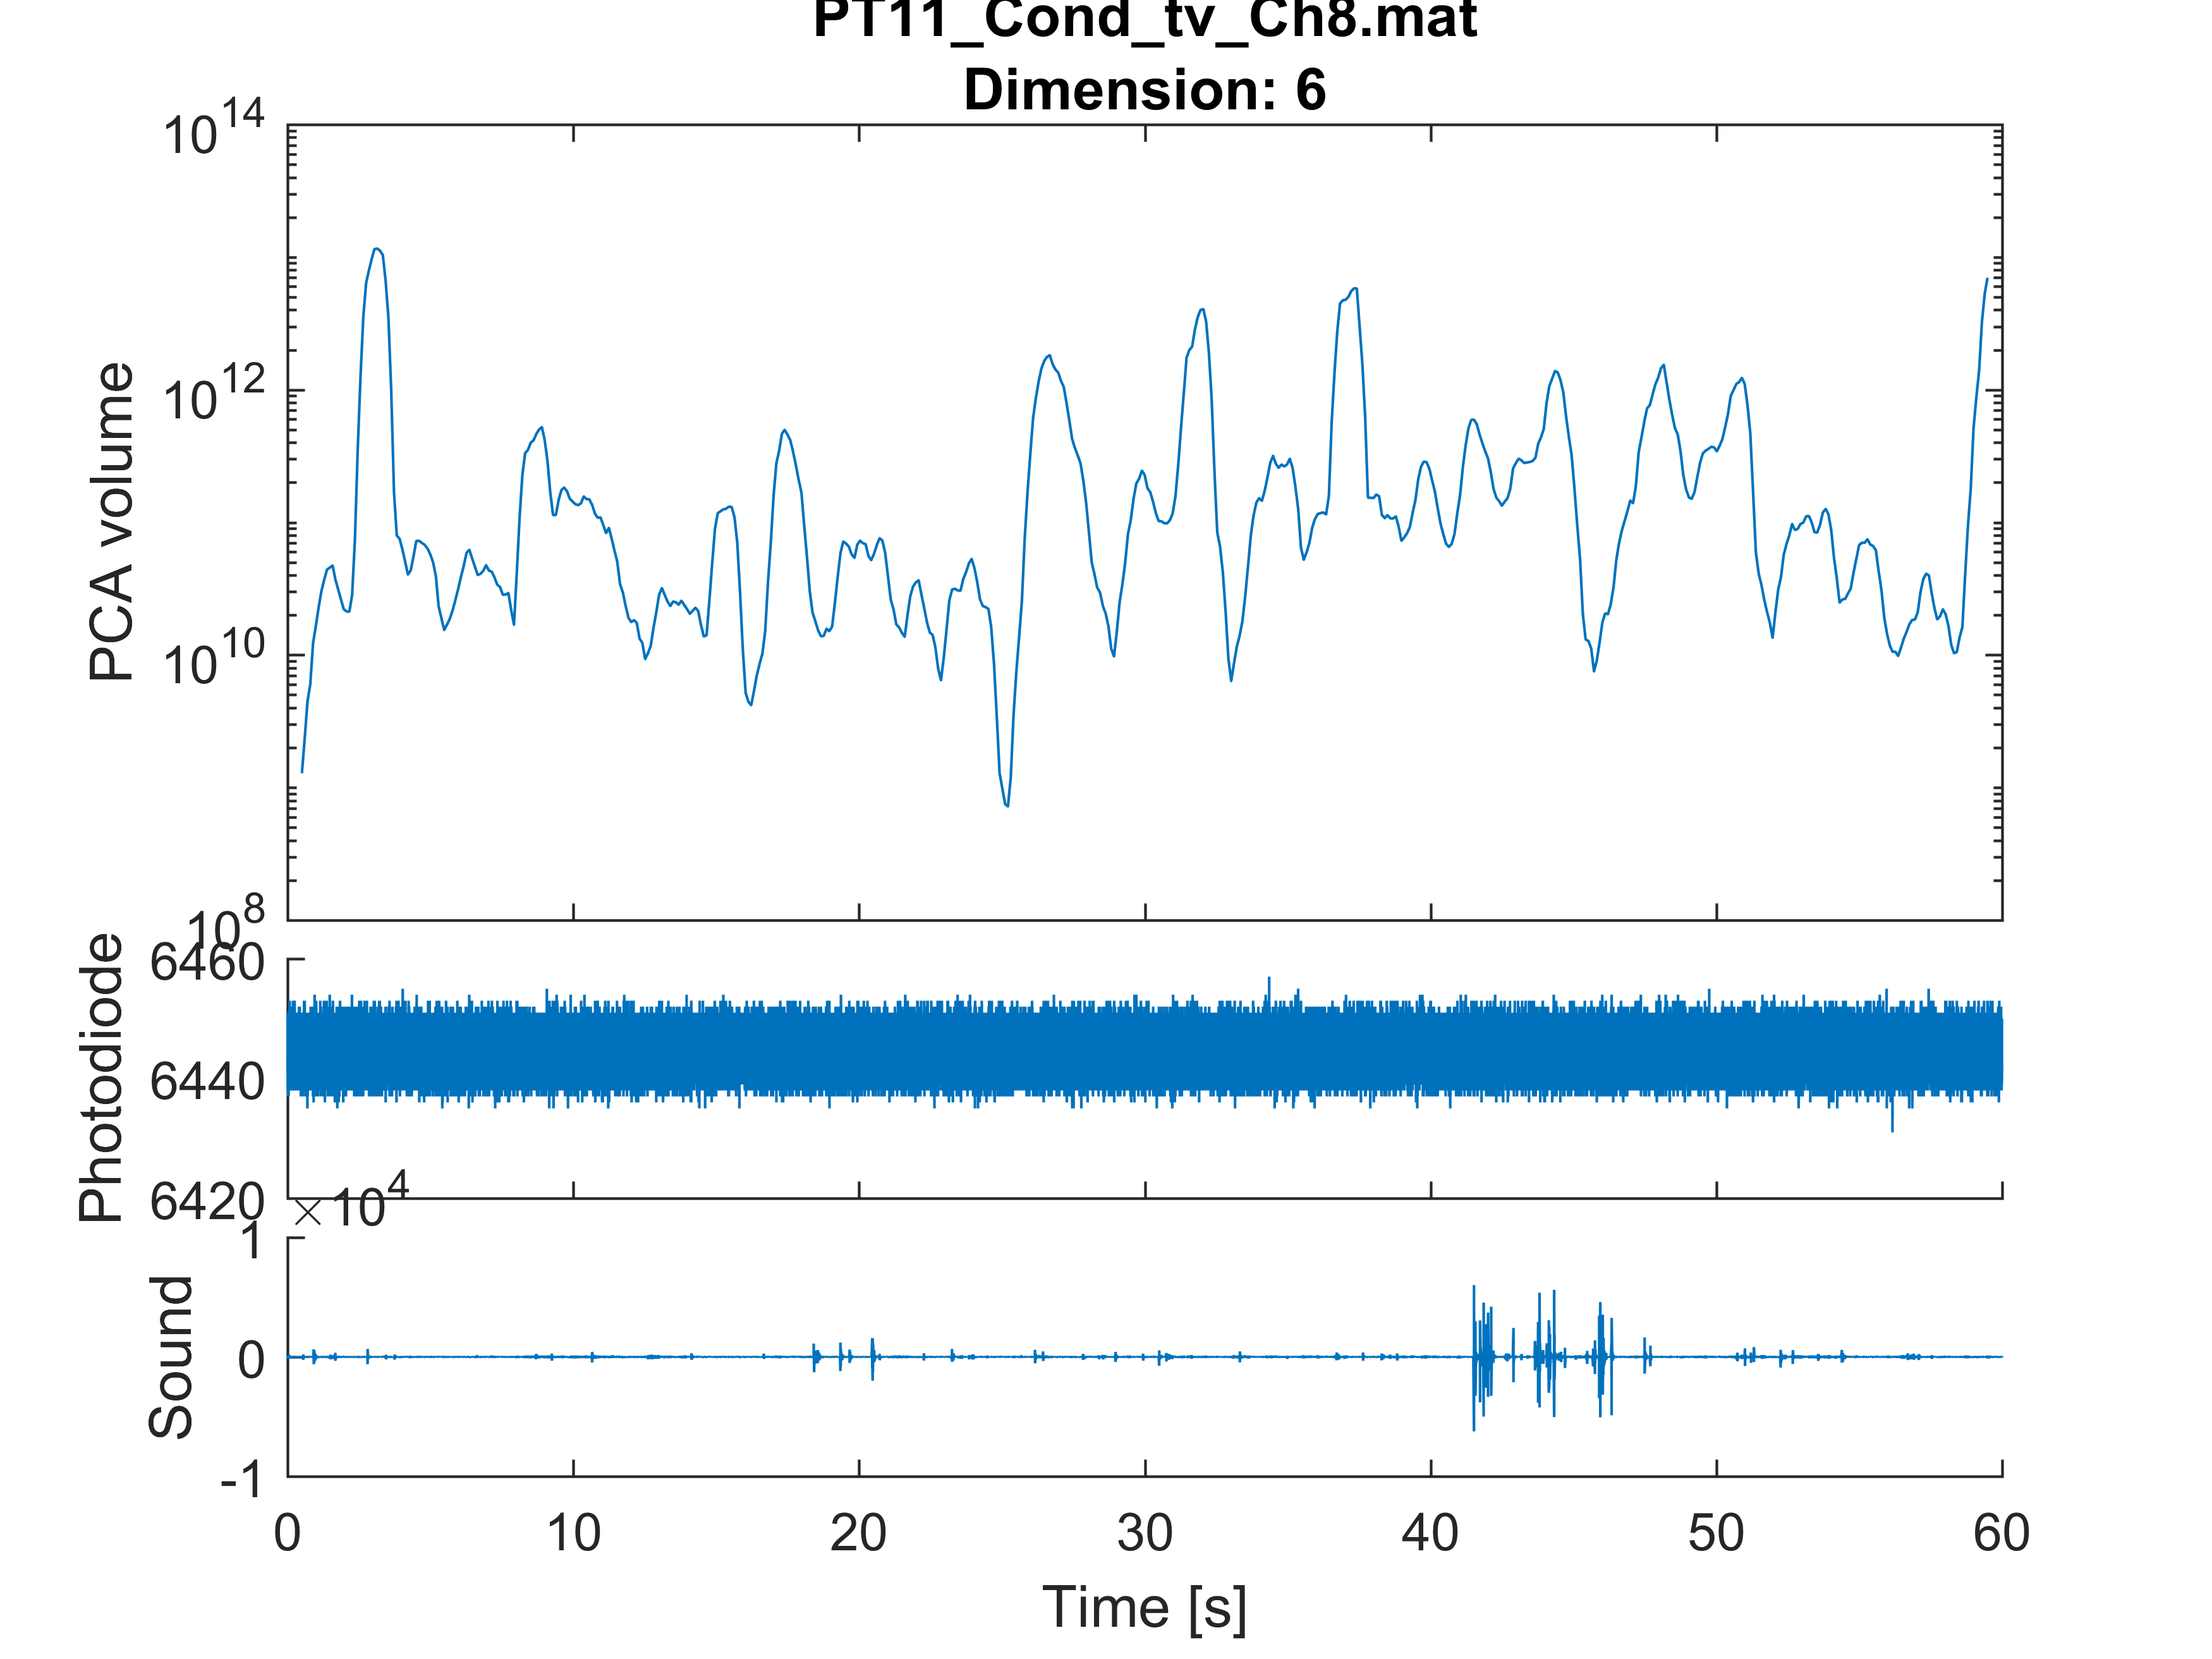 PT11_Cond_tv_Ch8.mat
Dimension: 6
10^14
10^12
10^10
10^8
PCA volume
6460
6440
6420
Photodiode
×10^4
1
0
-1
Sound
0 10 20 30 40 50 60
Time [s]